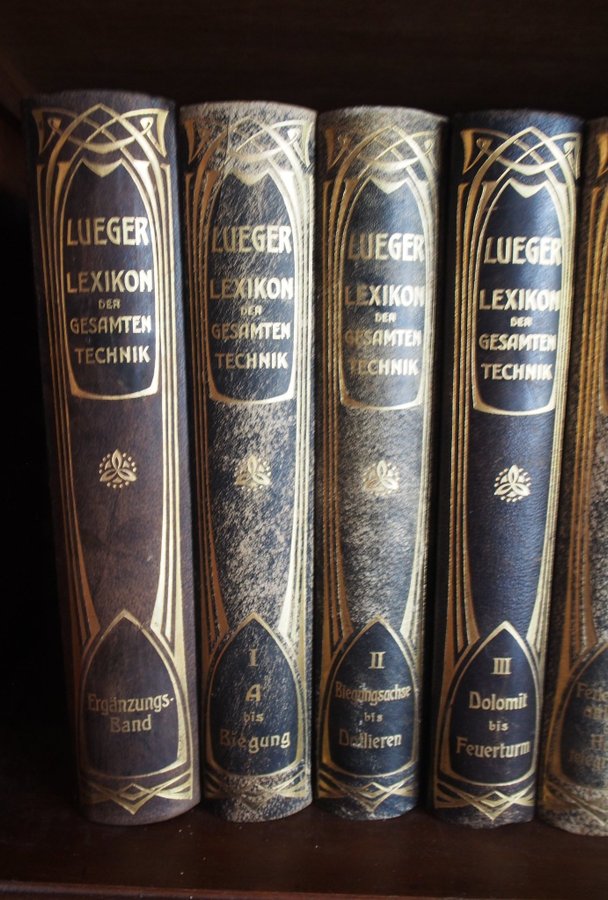 LUEGER
LEXIKON
DER
GESAMTEN
TECHNIK
Ergänzungs-
Band
LUEGER
LEXIKON
DER
GESAMTEN
TECHNIK
I
A
bis
Biegung
LUEGER
LEXIKON
DER
GESAMTEN
TECHNIK
II
Biegungsachse
bis
Dollieren
LUEGER
LEXIKON
DER
GESAMTEN
TECHNIK
III
Dolomit
bis
Feuerturm